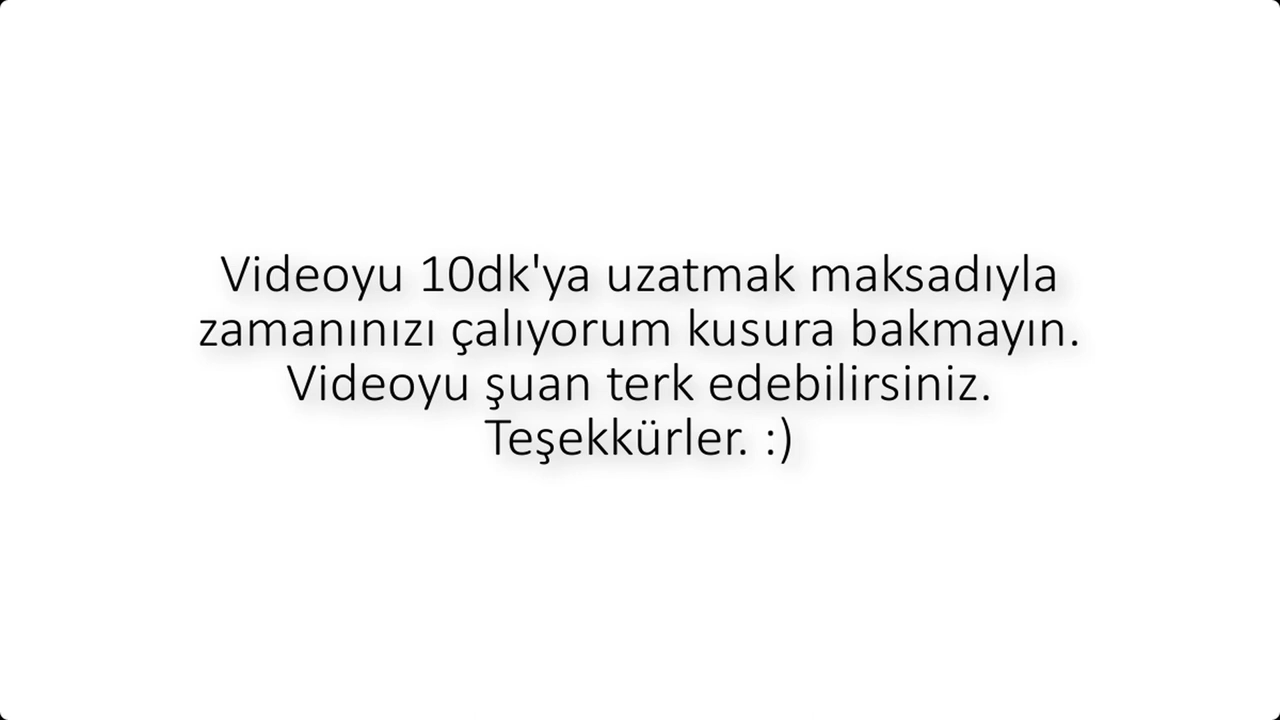 Videoyu 10dk'ya uzatmak maksadıyla
zamanınızı çalıyorum kusura bakmayın.
Videoyu şuan terk edebilirsiniz.
Teşekkürler. :)